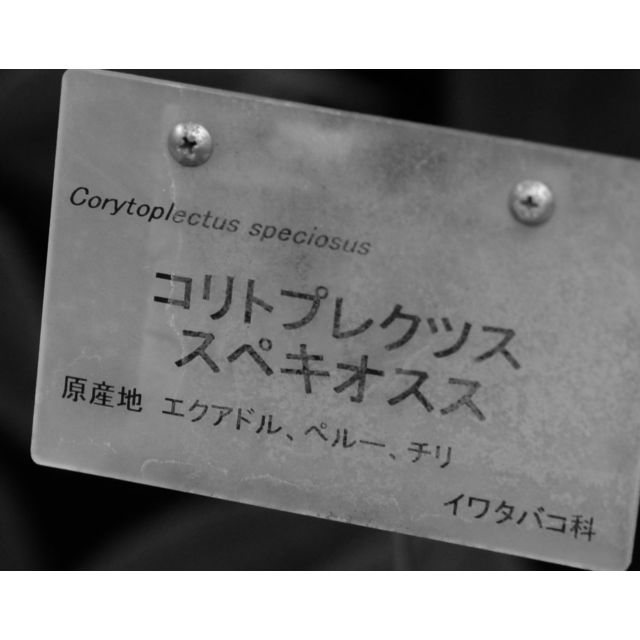 Corytoplectus speciosus
コリトプレクツス
スペキオスス
原産地 エクアドル、ペルー、チリ
イワタバコ科